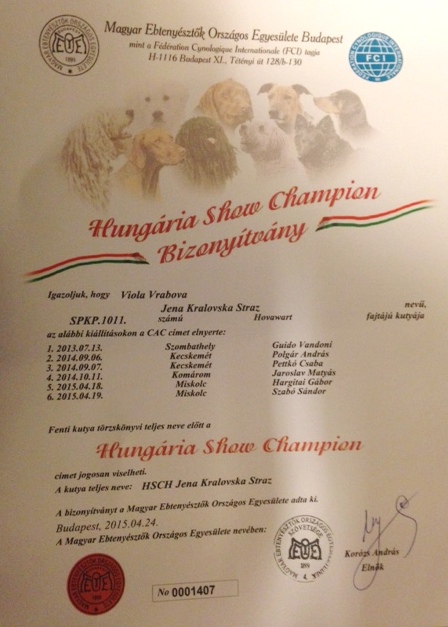 Magyar Ebtenyésztők Országos Egyesülete Budapest
mint a Fédération Cynologique Internationale (FCI) tagja
H-1116 Budapest XI., Tétényi út 128/b-130
FCI
Hungária Show Champion
Bizonyítvány
Igazoljuk, hogy Viola Vrabova
Jena Kralovska Straz nevű,
SPKP.1011. számú Hovawart fajtájú kutyája
az alábbi kiállításokon a CAC címet elnyerte:
1. 2013.07.13. Szombathely Guido Vandoni
2. 2014.09.06. Kecskemét Polgár András
3. 2014.09.07. Kecskemét Pettkó Csaba
4. 2014.10.11. Komárom Jaroslav Matyás
5. 2015.04.18. Miskolc Hargitai Gábor
6. 2015.04.19. Miskolc Szabó Sándor
Fenti kutya törzskönyvi teljes neve előtt a
Hungária Show Champion
címet jogosan viselheti.
A kutya teljes neve: HSCH Jena Kralovska Straz
A bizonyítványt a Magyar Ebtenyésztők Országos Egyesülete adta ki.
Budapest, 2015.04.24.
A Magyar Ebtenyésztők Országos Egyesülete nevében:
Korózs András
Elnök
No 0001407